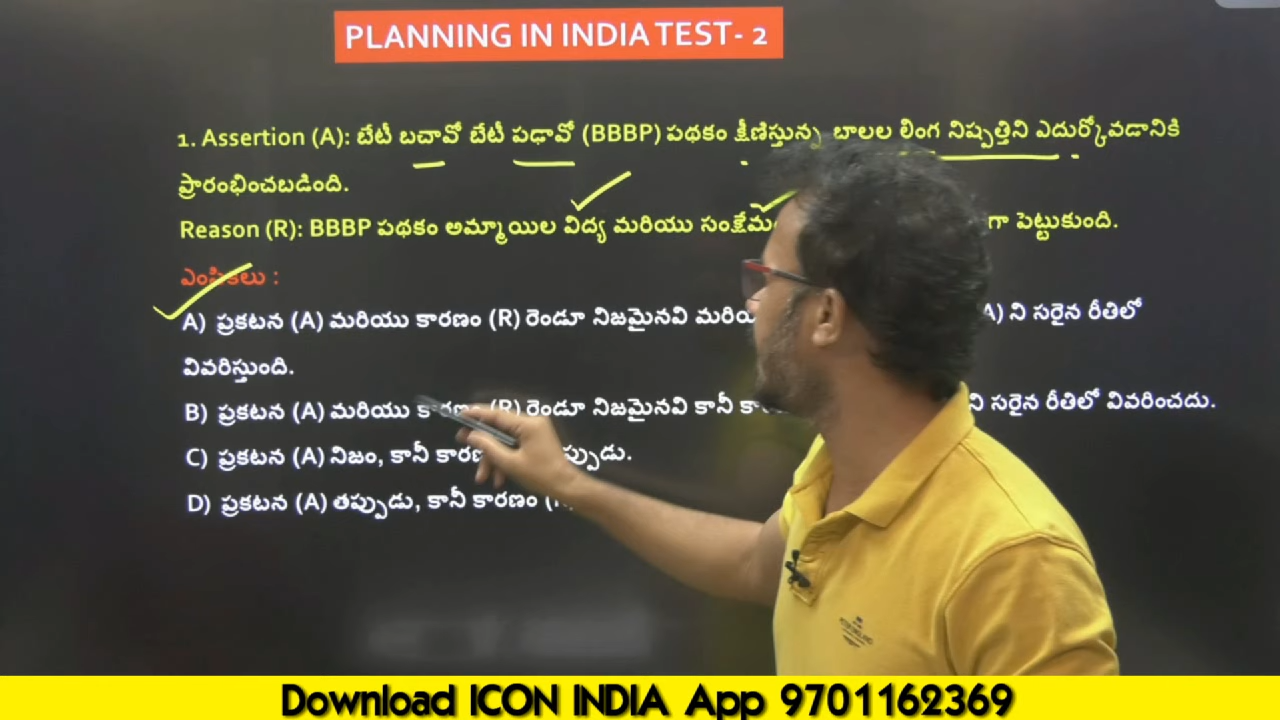 PLANNING IN INDIA TEST- 2
1. Assertion (A): బేటీ బచావో బేటీ పఢావో (BBBP) పథకం క్షీణిస్తున్న బాలల లింగ నిష్పత్తిని ఎదుర్కోవడానికి
ప్రారంభించబడింది.
Reason (R): BBBP పథకం అమ్మాయిల విద్య మరియు గా పెట్టుకుంది.
ఎంపికలు :
A) ప్రకటన (A) మరియు కారణం (R) రెండూ నిజమైనవి A) ని సరైన రీతిలో
వివరిస్తుంది.
B) ప్రకటన (A) మరియు కారణం (R) రెండూ నిజమైనవి కానీ ని సరైన రీతిలో వివరించదు.
C) ప్రకటన (A) నిజం, కానీ
D) ప్రకటన (A) తప్పుడు, కానీ కారణం
Download ICON INDIA App 9701162369